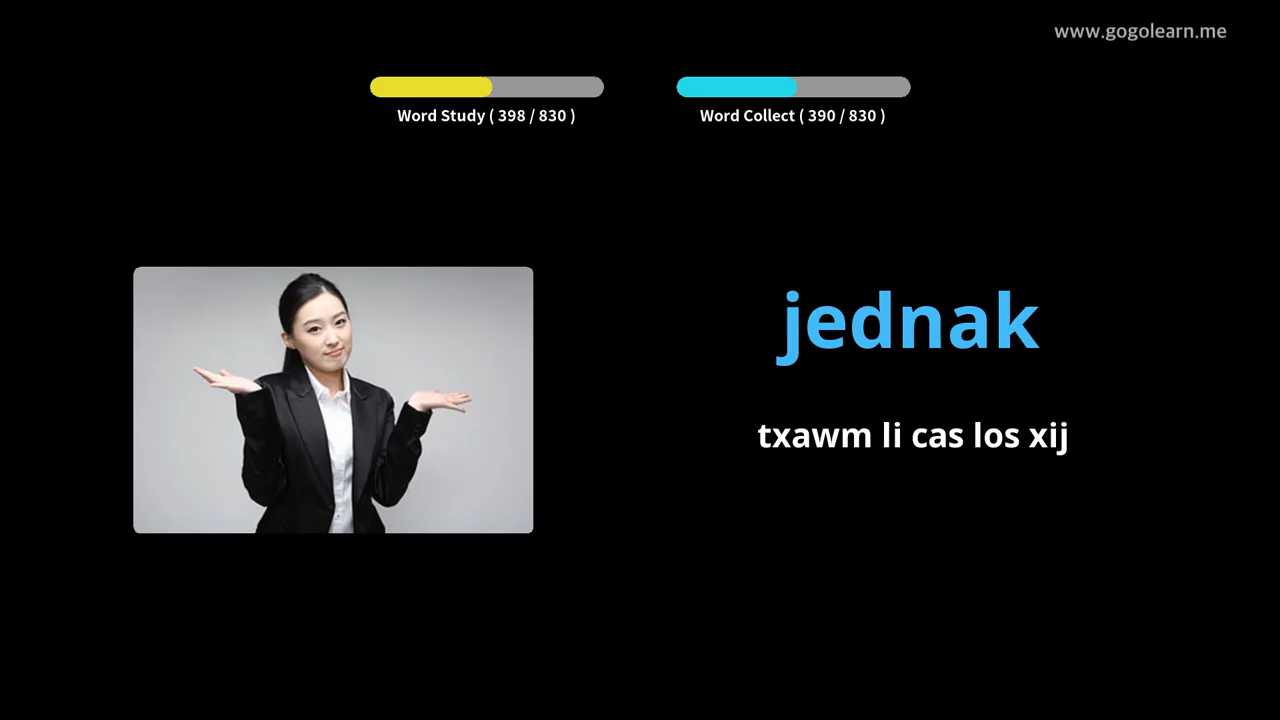 www.gogolearn.me
Word Study ( 398 / 830 )
Word Collect ( 390 / 830 )
jednak
txawm li cas los xij